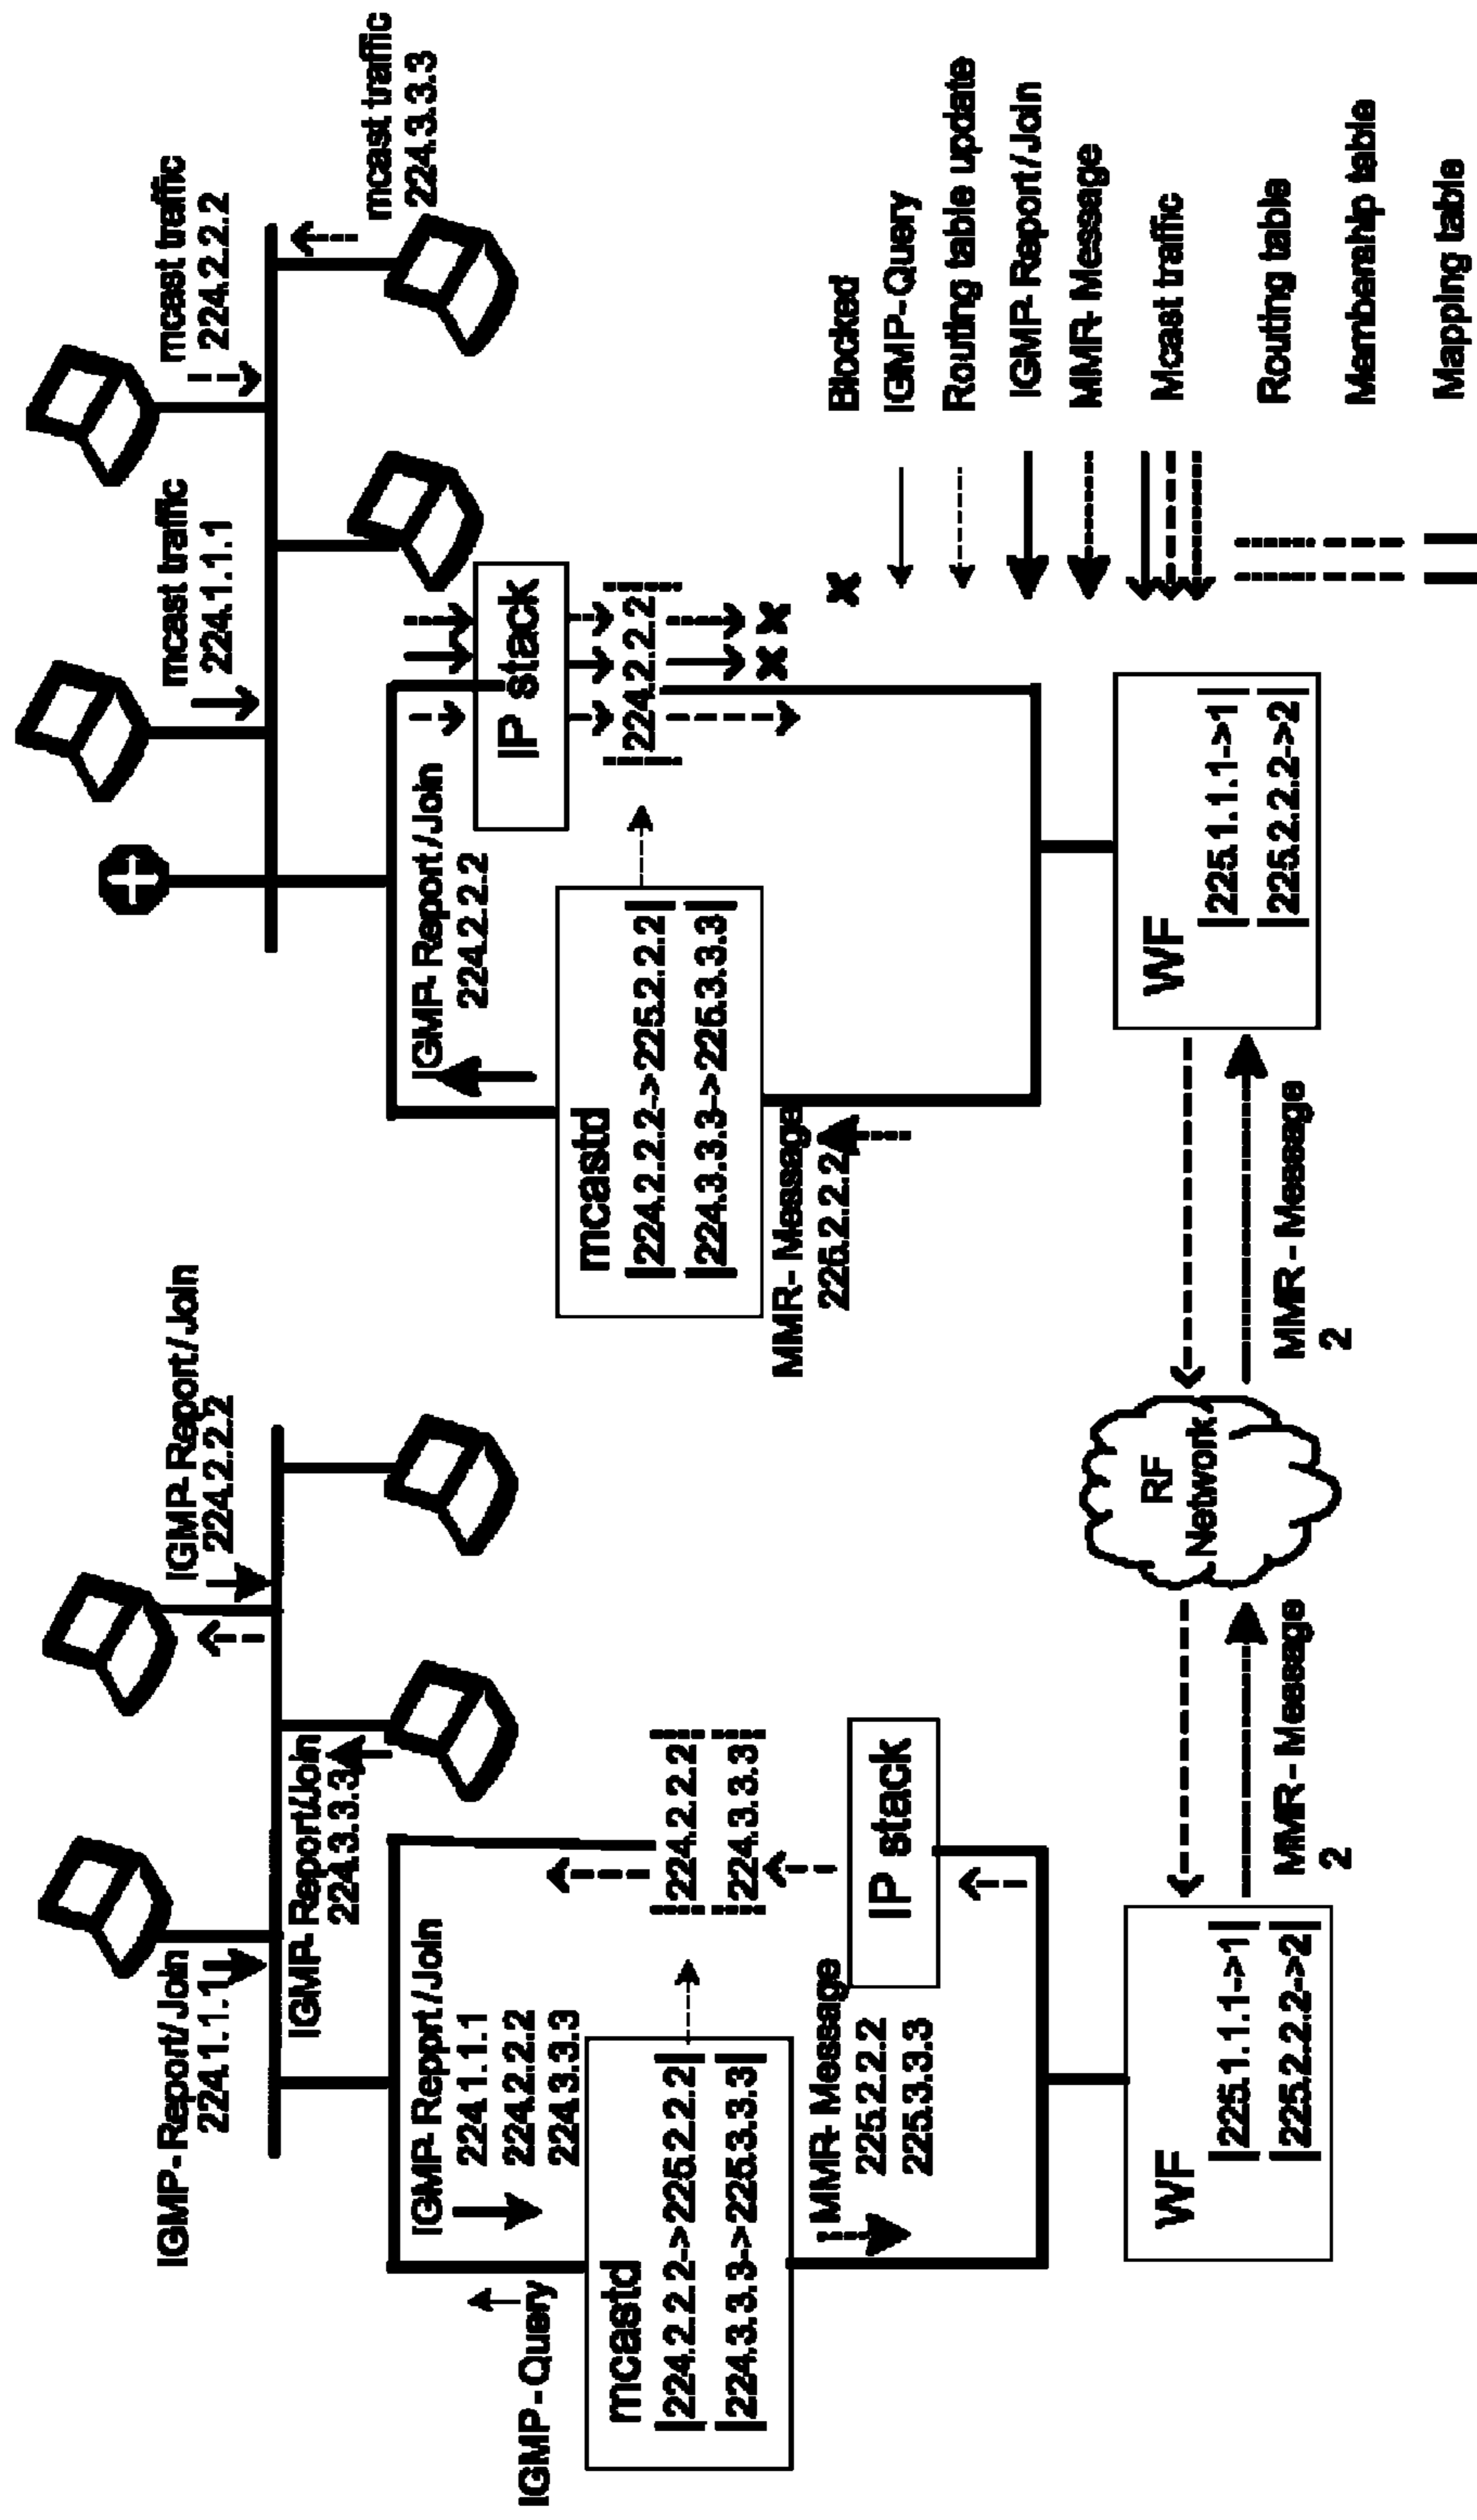 IGMP - Report/Join
224.1.1.1
IGMP- Report/Join
224.2.2.2
IGMP- Report/Join
224.3.3.3
IGMP- Report/Join
224.1.1.1
224.2.2.2
224.3.3.3
IGMP - Query
mcastd
|224.2.2.2->225.2.2.2|
|224.3.3.3->225.3.3.3|
|224.2.2.2|
|224.3.3.3|
MMR- Message
225.2.2.2
225.3.3.3
IP stack
WF
|225.1.1.1->1|
|225.2.2.2->2|
MMR - Message
2
RF
Network
MMR - Message
2
mcast traffic
224.1.1.1
mcast traffic
224.2.2.2
mcast traffic
224.3.3.3
IGMP- Report/Join
224.2.2.2
IP stack
mcastd
|224.2.2.2->225.2.2.2|
|224.3.3.3->225.3.3.3|
|224.2.2.2|
x x
MMR- Message
225.2.2.2
WF
|225.1.1.1->1|
|225.2.2.2->2|
x Blocked
IGMP- Query
Routing table update
IGMP- Report/Join
MMR- Message
Mcast traffic
Routing table
Membership table
Mapping table